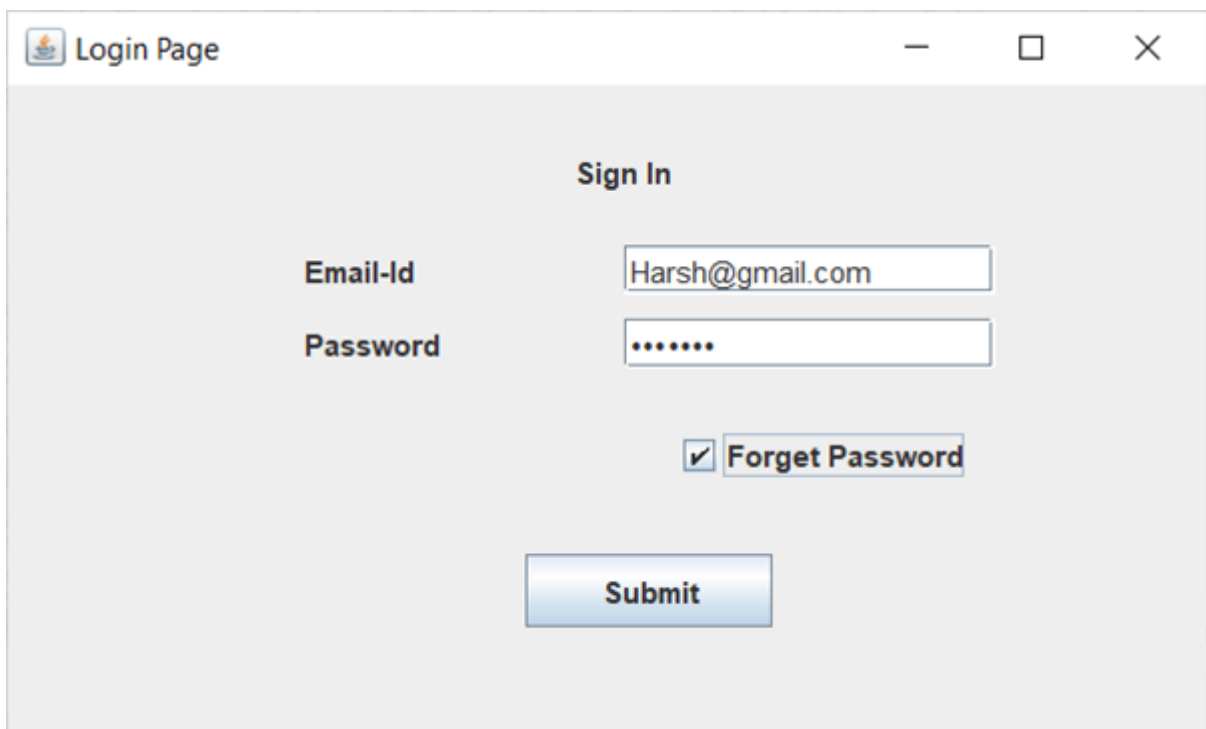 Login Page
Sign In
Email-Id Harsh@gmail.com
Password •••••••
Forget Password
Submit